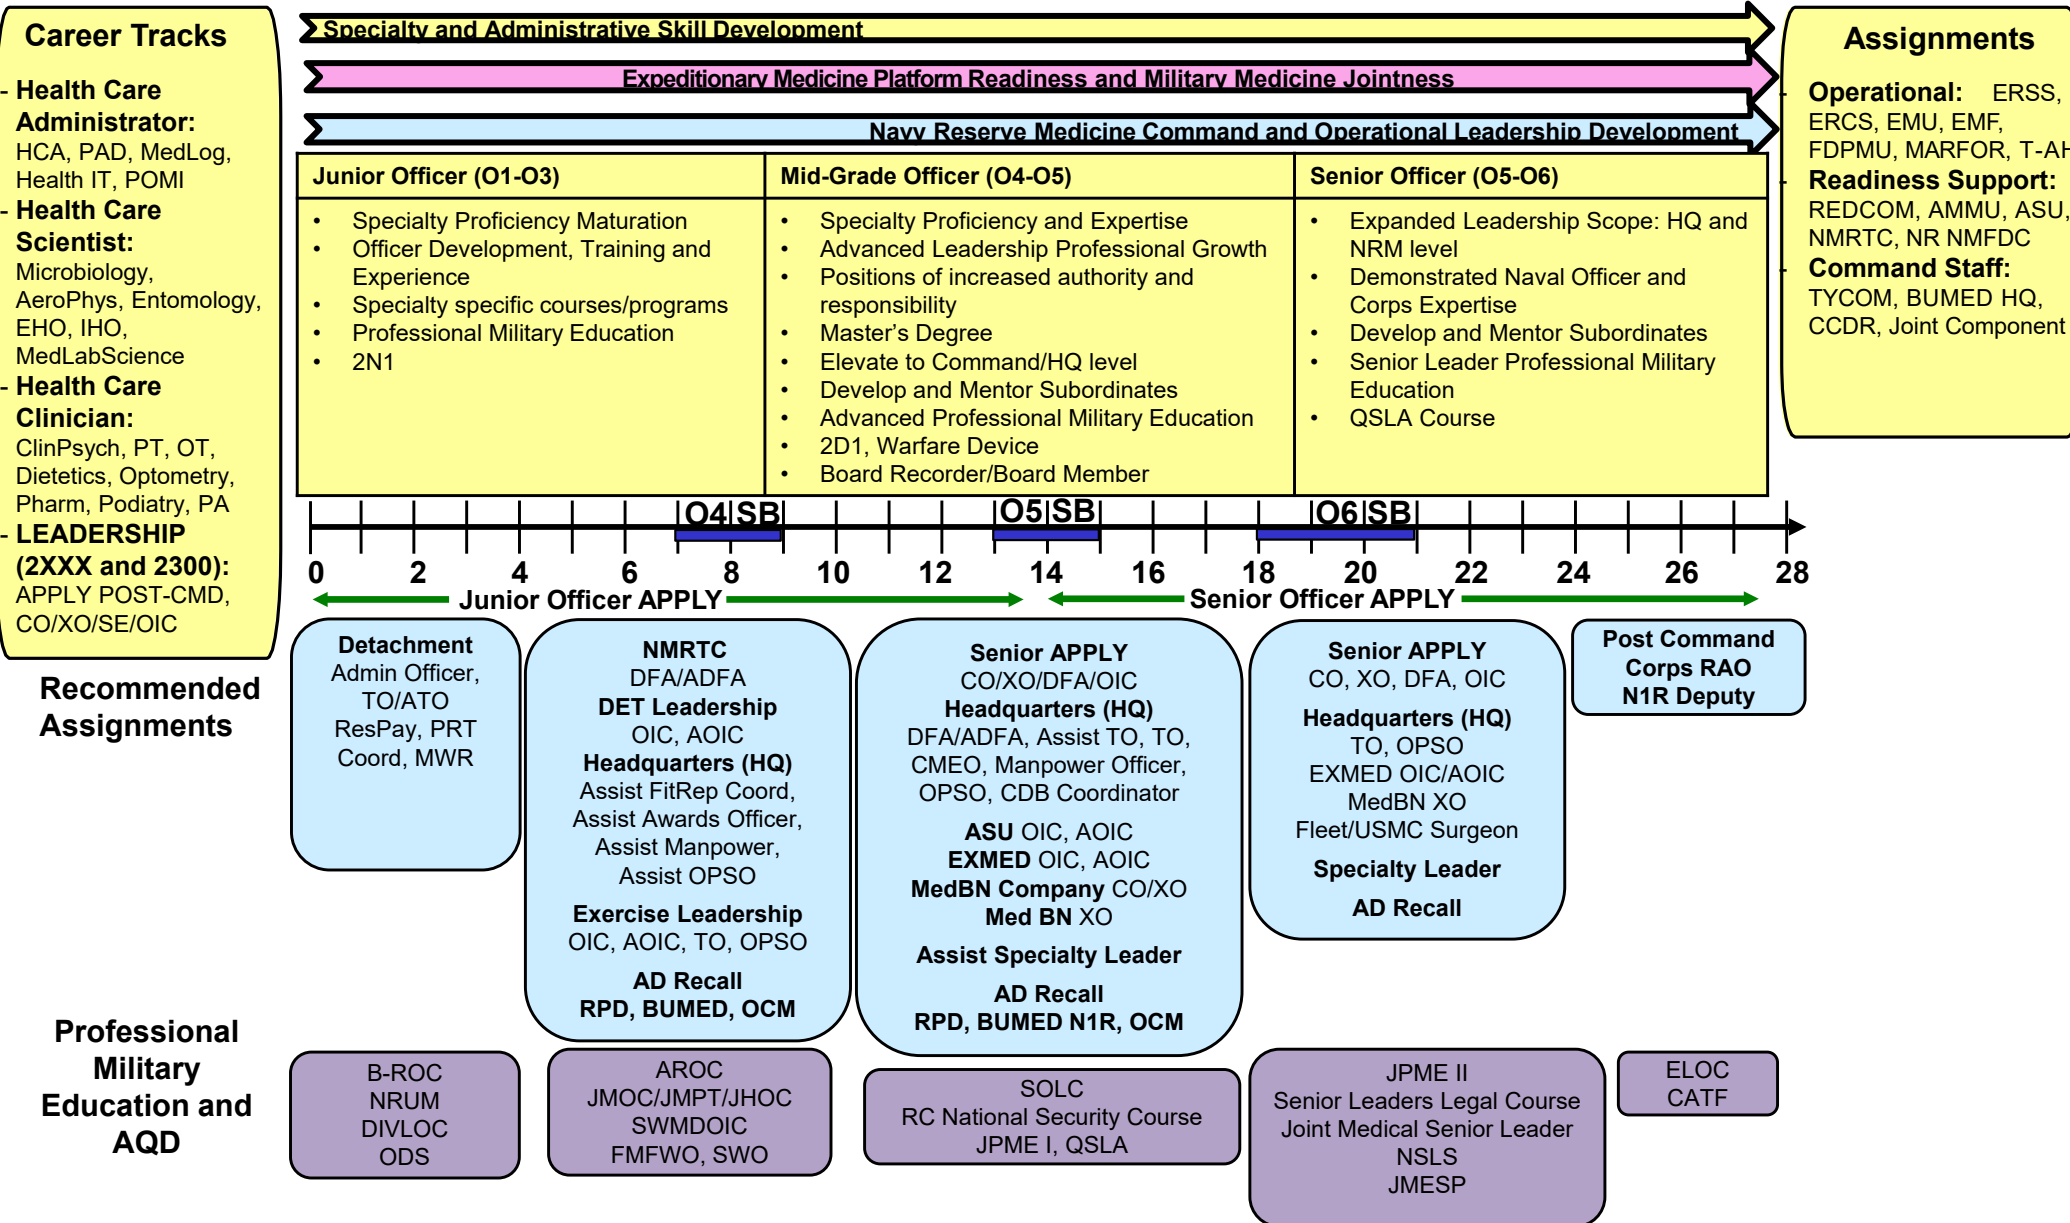 Career Tracks
- Health Care
Administrator:
HCA, PAD, MedLog,
Health IT, POMI
- Health Care
Scientist:
Microbiology,
AeroPhys, Entomology,
EHO, IHO,
MedLabScience
- Health Care
Clinician:
ClinPsych, PT, OT,
Dietetics, Optometry,
Pharm, Podiatry, PA
- LEADERSHIP
(2XXX and 2300):
APPLY POST-CMD,
CO/XO/SE/OIC
Specialty and Administrative Skill Development
Expeditionary Medicine Platform Readiness and Military Medicine Jointness
Navy Reserve Medicine Command and Operational Leadership Development
Assignments
- Operational: ERSS,
ERCS, EMU, EMF,
FDPMU, MARFOR, T-AH
- Readiness Support:
REDCOM, AMMU, ASU,
NMRTC, NR NMFDC
- Command Staff:
TYCOM, BUMED HQ,
CCDR, Joint Component
Junior Officer (O1-O3)
• Specialty Proficiency Maturation
• Officer Development, Training and
Experience
• Specialty specific courses/programs
• Professional Military Education
• 2N1
Mid-Grade Officer (O4-O5)
• Specialty Proficiency and Expertise
• Advanced Leadership Professional Growth
• Positions of increased authority and
responsibility
• Master's Degree
• Elevate to Command/HQ level
• Develop and Mentor Subordinates
• Advanced Professional Military Education
• 2D1, Warfare Device
• Board Recorder/Board Member
Senior Officer (O5-O6)
• Expanded Leadership Scope: HQ and
NRM level
• Demonstrated Naval Officer and
Corps Expertise
• Develop and Mentor Subordinates
• Senior Leader Professional Military
Education
• QSLA Course
O4 SB O5 SB O6 SB
0 2 4 6 8 10 12 14 16 18 20 22 24 26 28
Junior Officer APPLY Senior Officer APPLY
Recommended
Assignments
Detachment
Admin Officer,
TO/ATO
ResPay, PRT
Coord, MWR
NMRTC
DFA/ADFA
DET Leadership
OIC, AOIC
Headquarters (HQ)
Assist FitRep Coord,
Assist Awards Officer,
Assist Manpower,
Assist OPSO
Exercise Leadership
OIC, AOIC, TO, OPSO
AD Recall
RPD, BUMED, OCM
Senior APPLY
CO/XO/DFA/OIC
Headquarters (HQ)
DFA/ADFA, Assist TO, TO,
CMEO, Manpower Officer,
OPSO, CDB Coordinator
ASU OIC, AOIC
EXMED OIC, AOIC
MedBN Company CO/XO
Med BN XO
Assist Specialty Leader
AD Recall
RPD, BUMED N1R, OCM
Senior APPLY
CO, XO, DFA, OIC
Headquarters (HQ)
TO, OPSO
EXMED OIC/AOIC
MedBN XO
Fleet/USMC Surgeon
Specialty Leader
AD Recall
Post Command
Corps RAO
N1R Deputy
Professional
Military
Education and
AQD
B-ROC
NRUM
DIVLOC
ODS
AROC
JMOC/JMPT/JHOC
SWMDOIC
FMFWO, SWO
SOLC
RC National Security Course
JPME I, QSLA
JPME II
Senior Leaders Legal Course
Joint Medical Senior Leader
NSLS
JMESP
ELOC
CATF